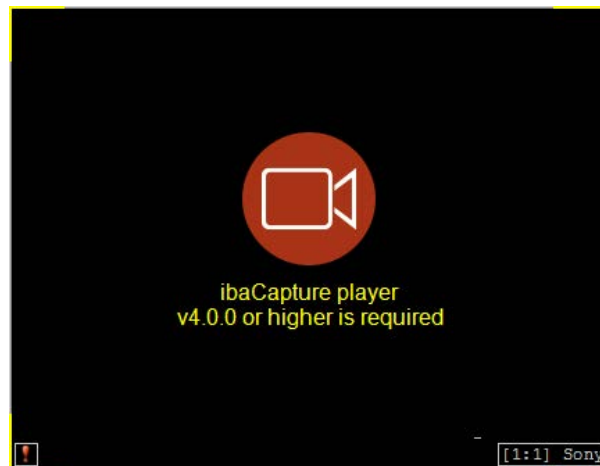 ibaCapture player
v4.0.0 or higher is required
[1:1] Sony